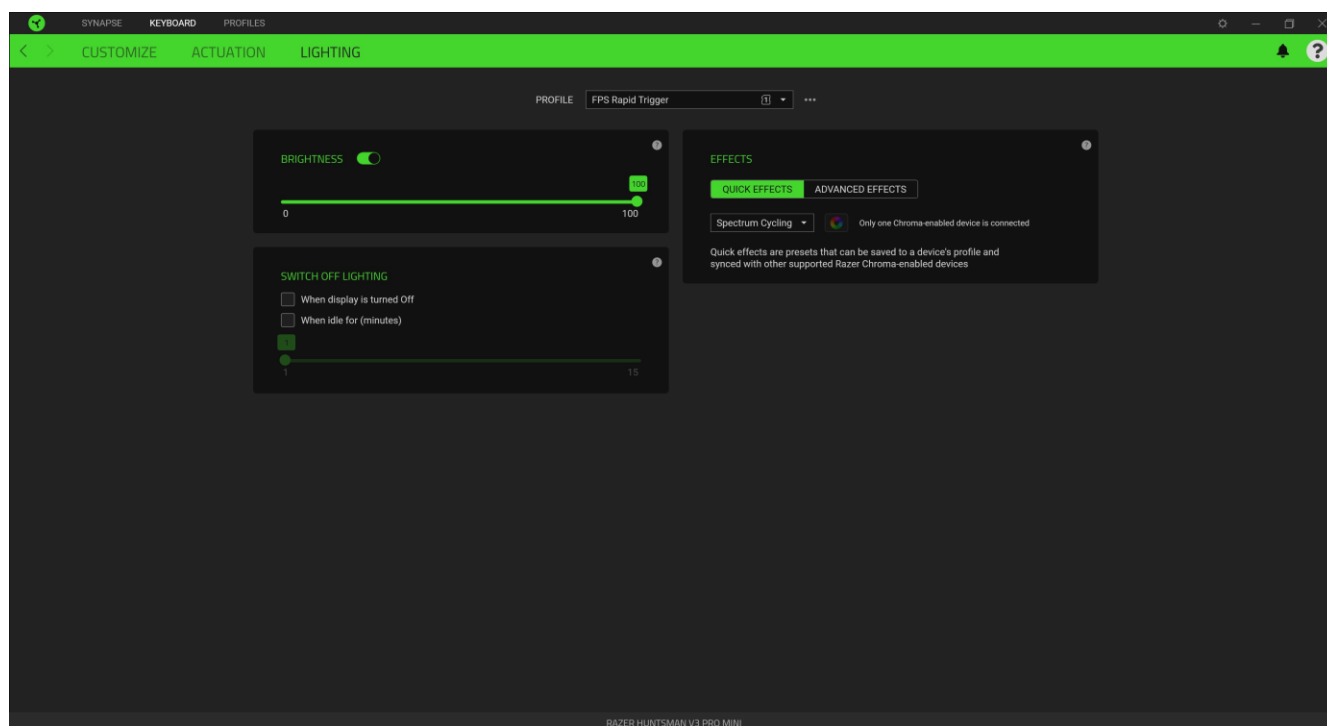 SYNAPSE KEYBOARD PROFILES
CUSTOMIZE ACTUATION LIGHTING
PROFILE FPS Rapid Trigger 1
BRIGHTNESS
100
0 100
SWITCH OFF LIGHTING
When display is turned Off
When idle for (minutes)
1
1 15
EFFECTS
QUICK EFFECTS ADVANCED EFFECTS
Spectrum Cycling Only one Chroma-enabled device is connected
Quick effects are presets that can be saved to a device's profile and
synced with other supported Razer Chroma-enabled devices
RAZER HUNTSMAN V3 PRO MINI